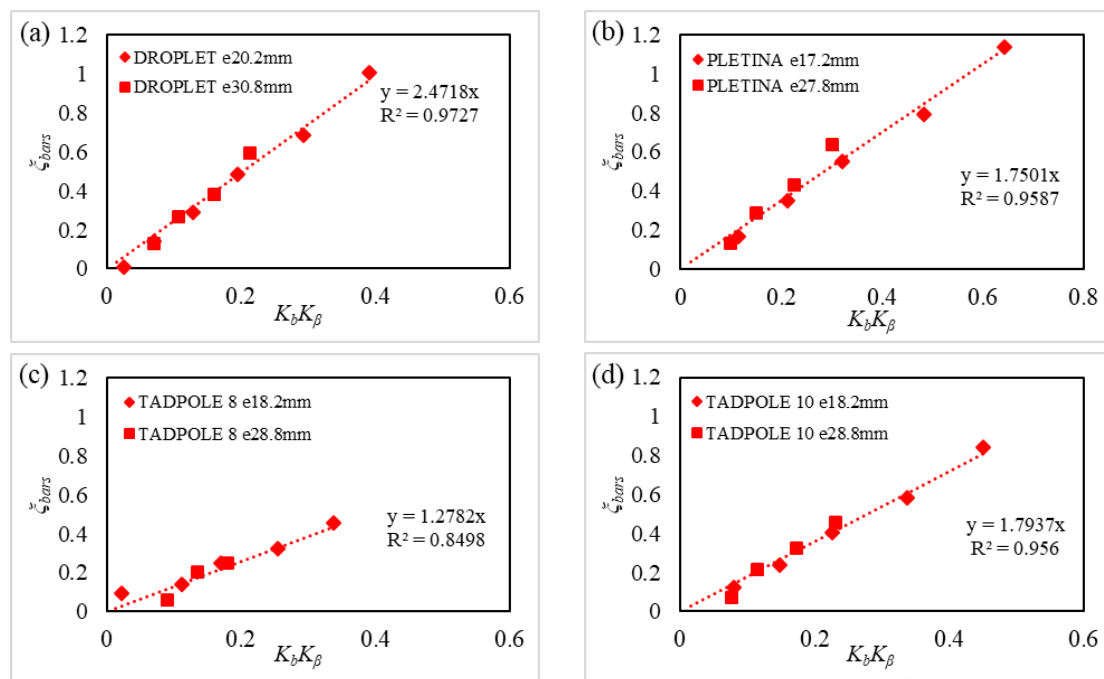 (a)
1.2
1
0.8
0.6
0.4
0.2
0
DROPLET e20.2mm
DROPLET e30.8mm
y = 2.4718x
R² = 0.9727
ζbars
0 0.2 0.4 0.6
KbKβ
(b)
1.2
1
0.8
0.6
0.4
0.2
0
PLETINA e17.2mm
PLETINA e27.8mm
y = 1.7501x
R² = 0.9587
ζbars
0 0.2 0.4 0.6 0.8
KbKβ
(c)
1.2
1
0.8
0.6
0.4
0.2
0
TADPOLE 8 e18.2mm
TADPOLE 8 e28.8mm
y = 1.2782x
R² = 0.8498
ζbars
0 0.2 0.4 0.6
KbKβ
(d)
1.2
1
0.8
0.6
0.4
0.2
0
TADPOLE 10 e18.2mm
TADPOLE 10 e28.8mm
y = 1.7937x
R² = 0.956
ζbars
0 0.2 0.4 0.6
KbKβ